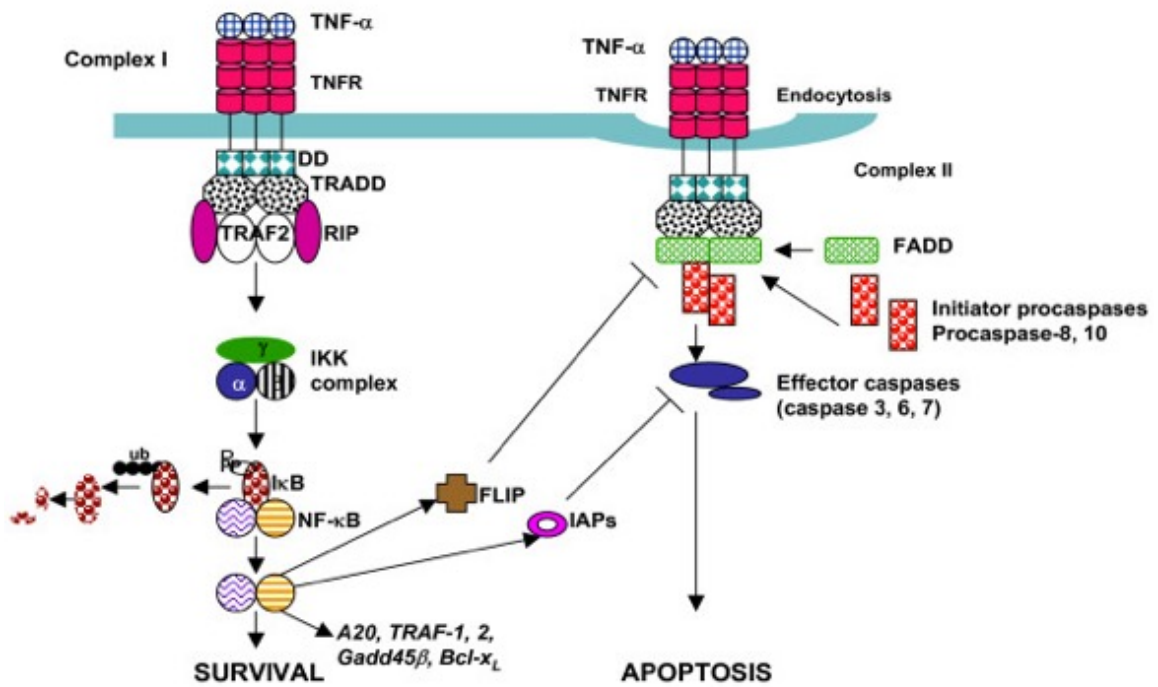 TNF-α
Complex I
TNFR
DD
TRADD
TRAF2
RIP
γ
α
IKK
complex
ub
IκB
NF-κB
FLIP
IAPs
A20, TRAF-1, 2,
Gadd45β, Bcl-xL
SURVIVAL
TNF-α
TNFR
Endocytosis
Complex II
FADD
Initiator procaspases
Procaspase-8, 10
Effector caspases
(caspase 3, 6, 7)
APOPTOSIS